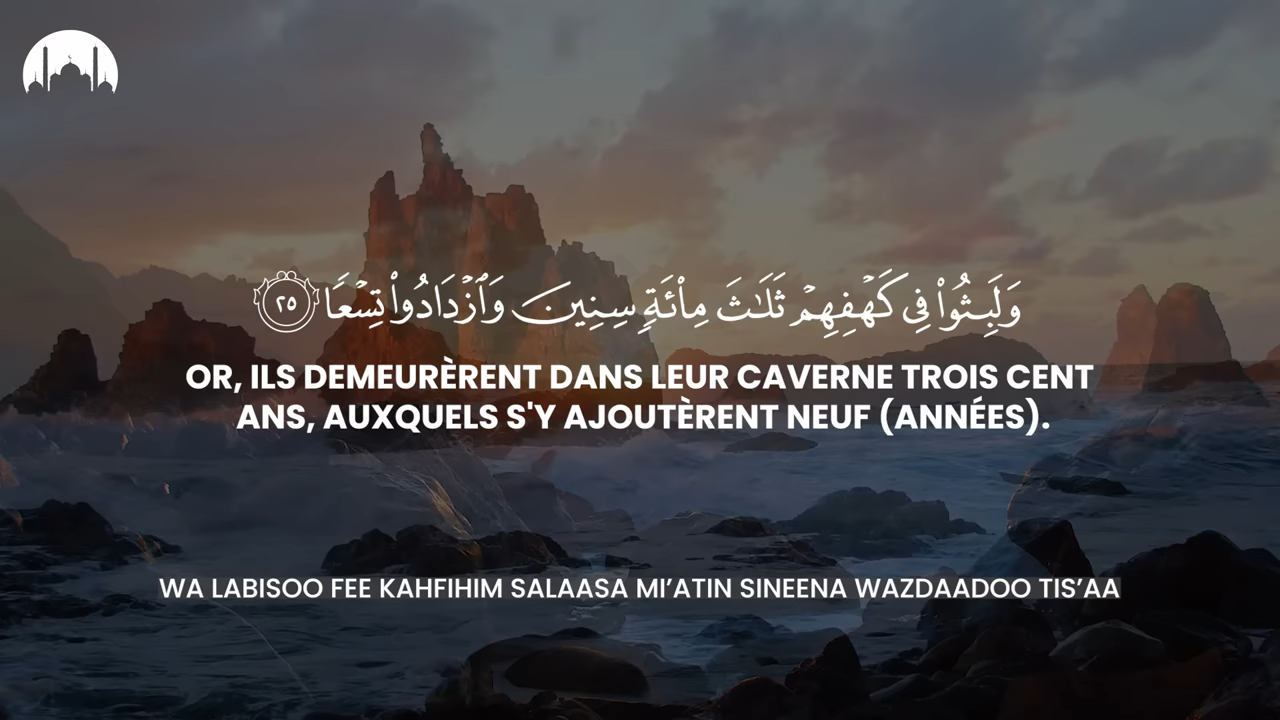 وَلَبِثُوا۟ فِى كَهْفِهِمْ ثَلَـٰثَ مِا۟ئَةٍ سِنِينَ وَٱزْدَادُوا۟ تِسْعًا ٢٥
OR, ILS DEMEURÈRENT DANS LEUR CAVERNE TROIS CENT
ANS, AUXQUELS S'Y AJOUTÈRENT NEUF (ANNÉES).
WA LABISOO FEE KAHFIHIM SALAASA MI’ATIN SINEENA WAZDAADOO TIS’AA